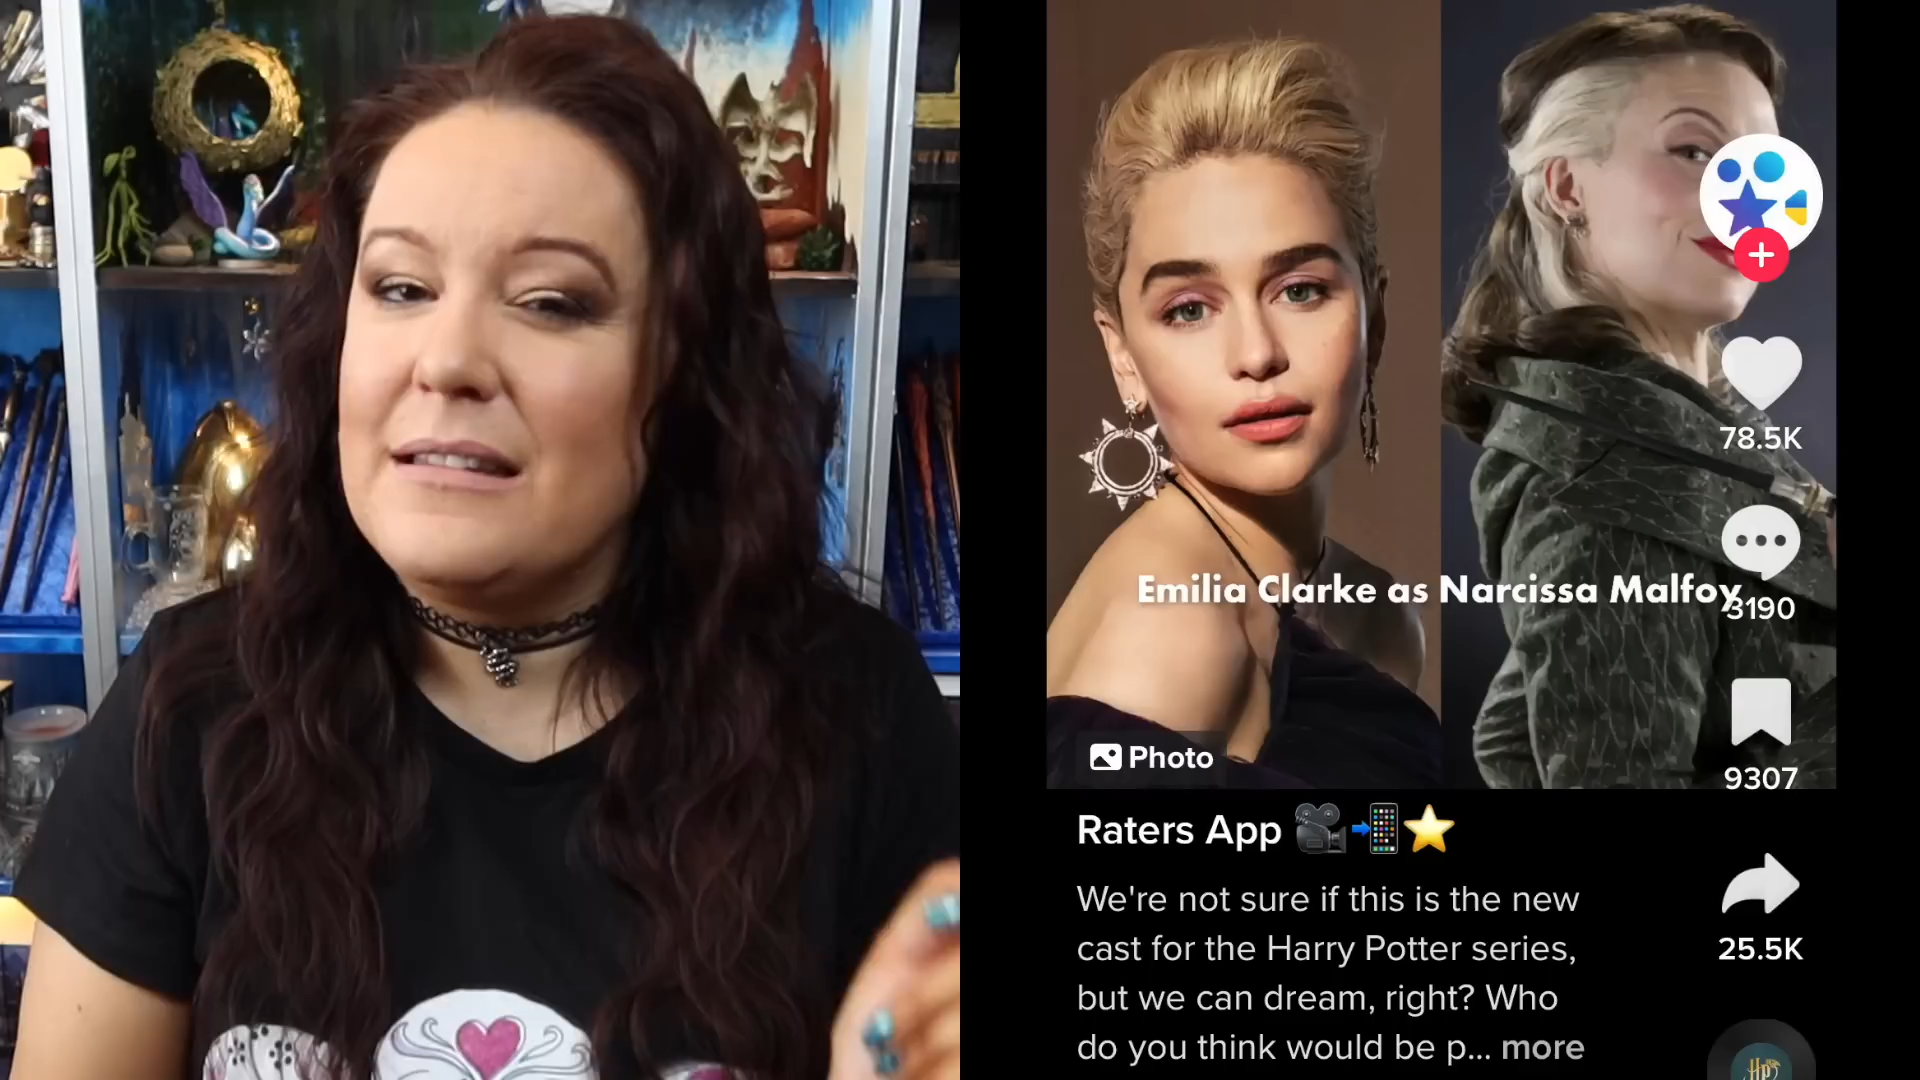 78.5K
Emilia Clarke as Narcissa Malfoy
3190
Photo
9307
Raters App
We're not sure if this is the new
cast for the Harry Potter series,
but we can dream, right? Who
do you think would be p... more
25.5K
HP